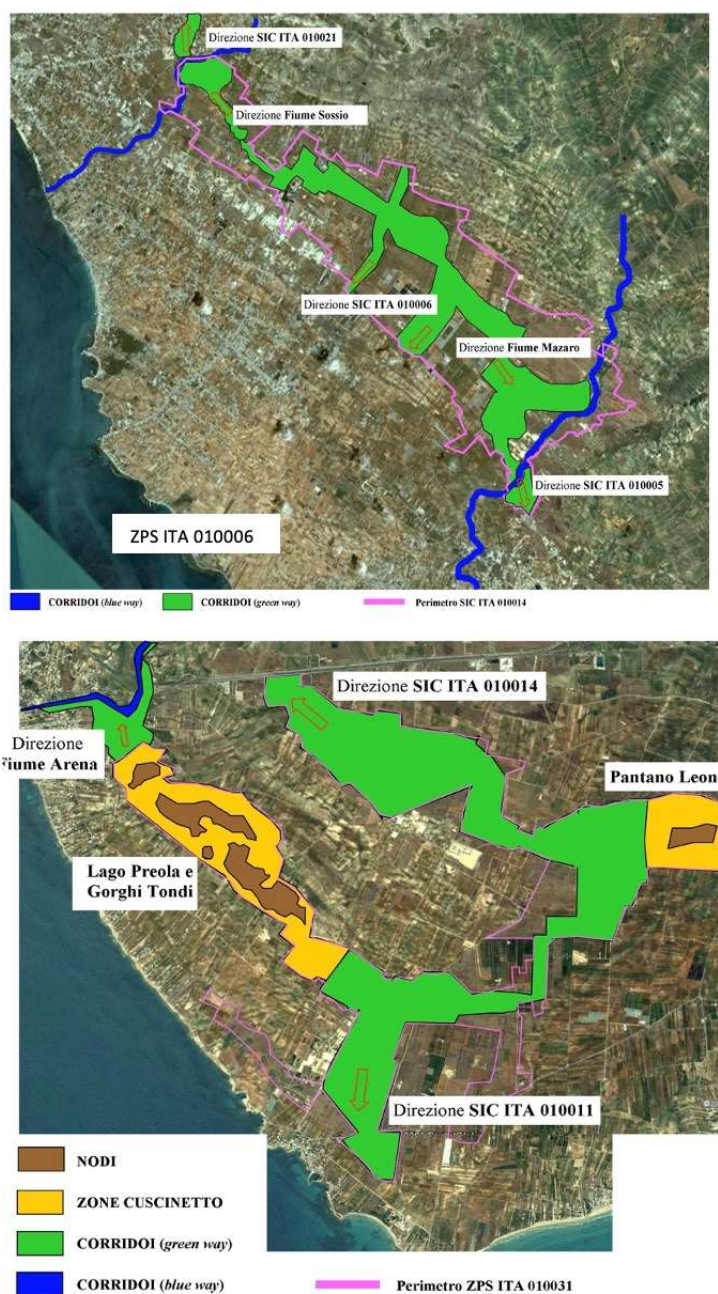 Direzione SIC ITA 010021
Direzione Fiume Sossio
Direzione SIC ITA 010006
Direzione Fiume Mazaro
Direzione SIC ITA 010005
ZPS ITA 010006
CORRIDOI (blue way)
CORRIDOI (green way)
Perimetro SIC ITA 010014
Direzione SIC ITA 010014
Direzione
Fiume Arena
Pantano Leon
Lago Preola e
Gorghi Tondi
Direzione SIC ITA 010011
NODI
ZONE CUSCINETTO
CORRIDOI (green way)
CORRIDOI (blue way)
Perimetro ZPS ITA 010031